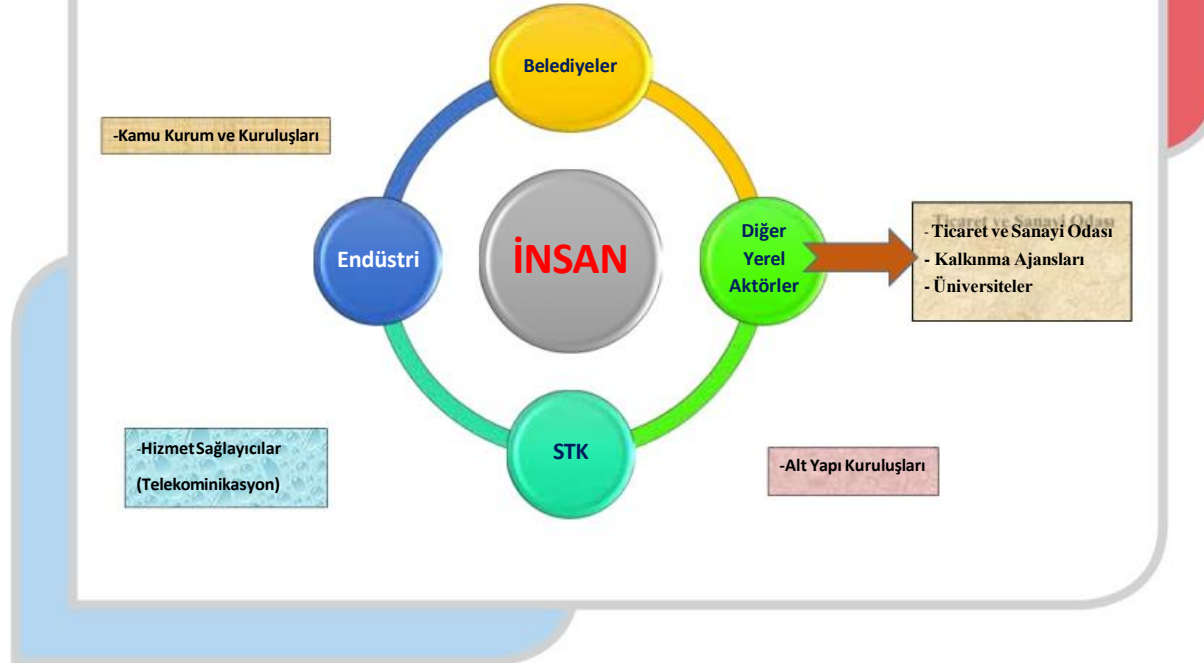 Belediyeler
-Kamu Kurum ve Kuruluşları
Endüstri
İNSAN
Diğer
Yerel
Aktörler
Ticaret ve Sanayi Odası
- Ticaret ve Sanayi Odası
- Kalkınma Ajansları
- Üniversiteler
STK
-Hizmet Sağlayıcılar
(Telekominikasyon)
-Alt Yapı Kuruluşları